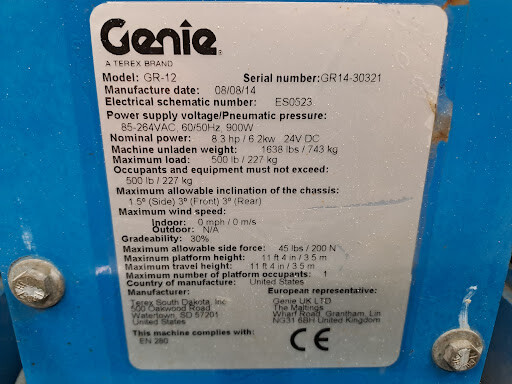 Genie
A TEREX BRAND
Model: GR-12 Serial number: GR14-30321
Manufacture date: 08/08/14
Electrical schematic number: ES0523
Power supply voltage/Pneumatic pressure:
85-264VAC, 60/50Hz, 900W
Nominal power: 8.3 hp / 6.2kw 24V DC
Machine unladen weight: 1638 lbs / 743 kg
Maximum load: 500 lb / 227 kg
Occupants and equipment must not exceed:
500 lb / 227 kg
Maximum allowable inclination of the chassis:
1.5º (Side) 3º (Front) 3º (Rear)
Maximum wind speed:
Indoor: 0 mph / 0 m/s
Outdoor: N/A
Gradeability: 30%
Maximum allowable side force: 45 lbs / 200 N
Maximum platform height: 11 ft 4 in / 3.5 m
Maximum travel height: 11 ft 4 in / 3.5 m
Maximum number of platform occupants: 1
Country of manufacture: United States
Manufacturer: European representative:
Terex South Dakota, Inc. Genie UK LTD
500 Oakwood Road The Maltings
Watertown, SD 57201 Wharf Road, Grantham, Lin
United States NG31 6BH United Kingdom
This machine complies with:
EN 280 CE